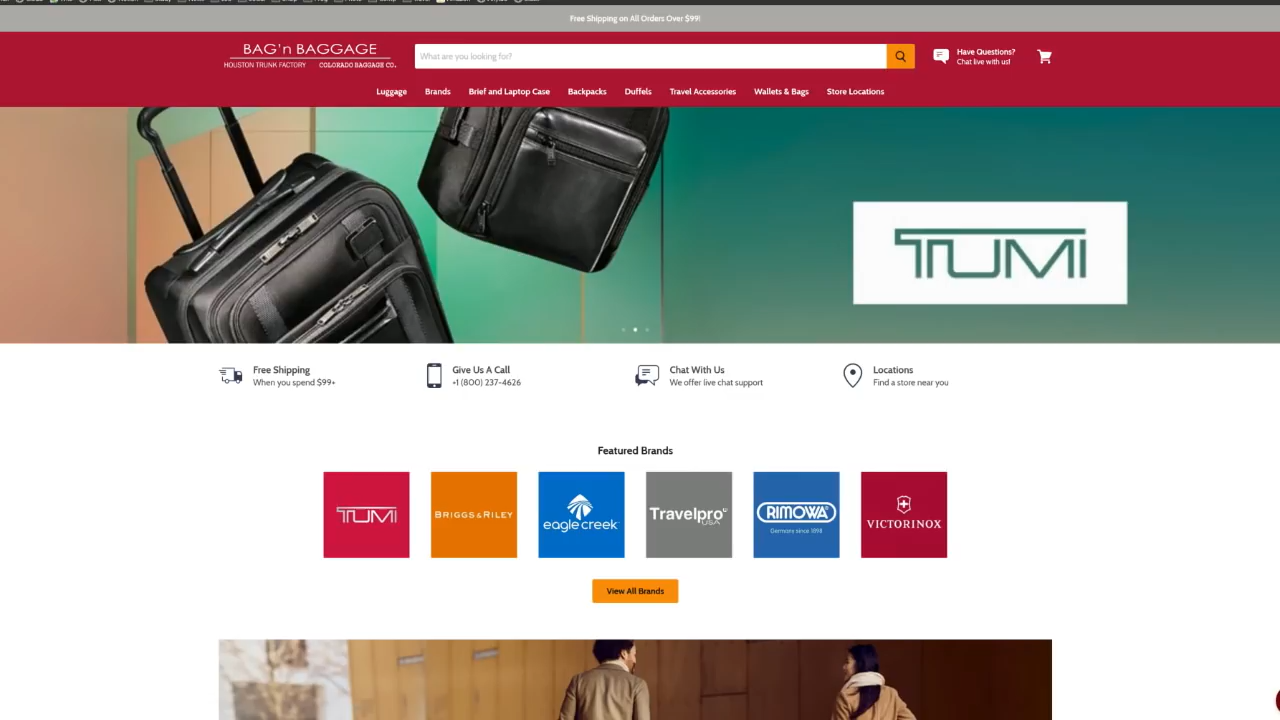 Free Shipping on All Orders Over $99!
BAG'n BAGGAGE
HOUSTON TRUNK FACTORY COLORADO BAGGAGE CO.
What are you looking for?
Have Questions?
Chat live with us!
Luggage Brands Brief and Laptop Case Backpacks Duffels Travel Accessories Wallets & Bags Store Locations
TUMI
Free Shipping
When you spend $99+
Give Us A Call
+1 (800) 237-4626
Chat With Us
We offer live chat support
Locations
Find a store near you
Featured Brands
TUMI
BRIGGS & RILEY
eagle creek
Travelpro
USA
RIMOWA
Germany since 1898
VICTORINOX
View All Brands